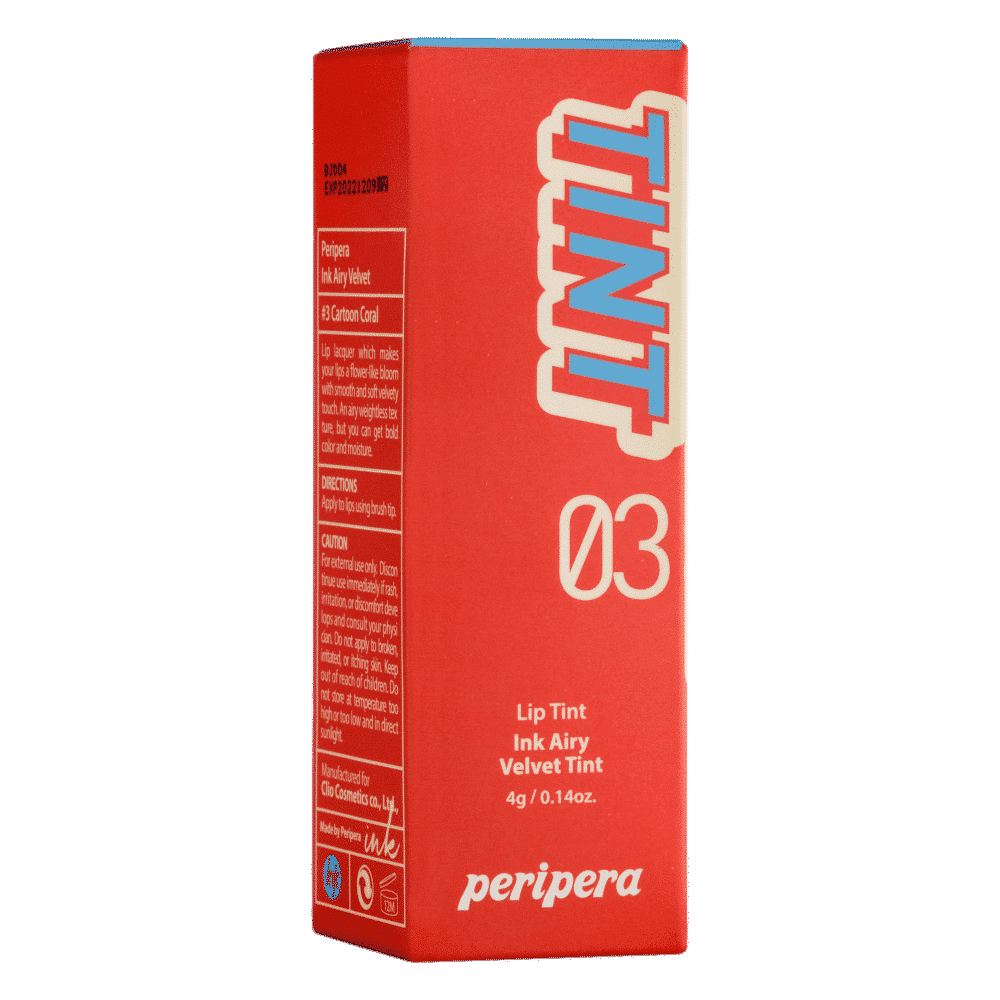 BJD04
EXP20221209
Peripera
Ink Airy Velvet
#3 Cartoon Coral
Lip lacquer which makes
your lips a flower-like bloom
with smooth and soft velvety
touch. An airy weightless tex
ture, but you can get bold
color and moisture.
DIRECTIONS
Apply to lips using brush tip.
CAUTION
For external use only. Discon
tinue use immediately if rash,
irritation, or discomfort deve
lops and consult your physi
cian. Do not apply to broken,
irritated, or itching skin. Keep
out of reach of children. Do
not store at temperature too
high or too low and in direct
sunlight.
Manufactured for
Clio Cosmetics co., Ltd.,
Made by Peripera
ink
12M
TINT
03
Lip Tint
Ink Airy
Velvet Tint
4g / 0.14oz.
peripera